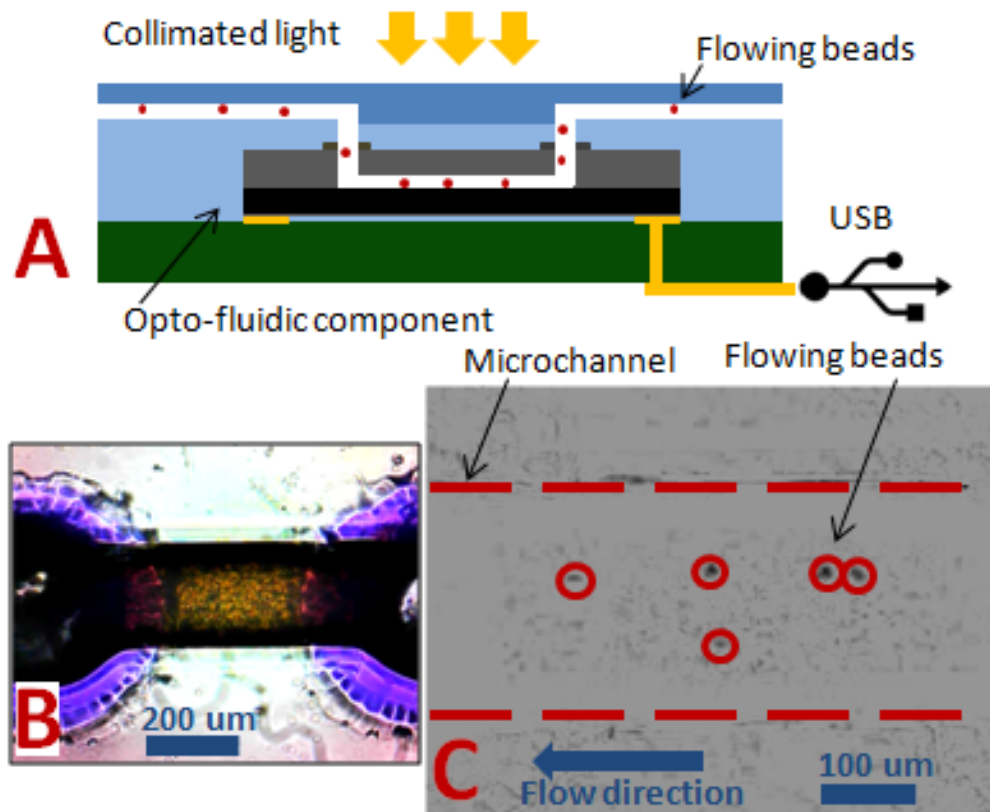 Collimated light
Flowing beads
A
USB
Opto-fluidic component
Microchannel
Flowing beads
B
200 um
C
Flow direction
100 um